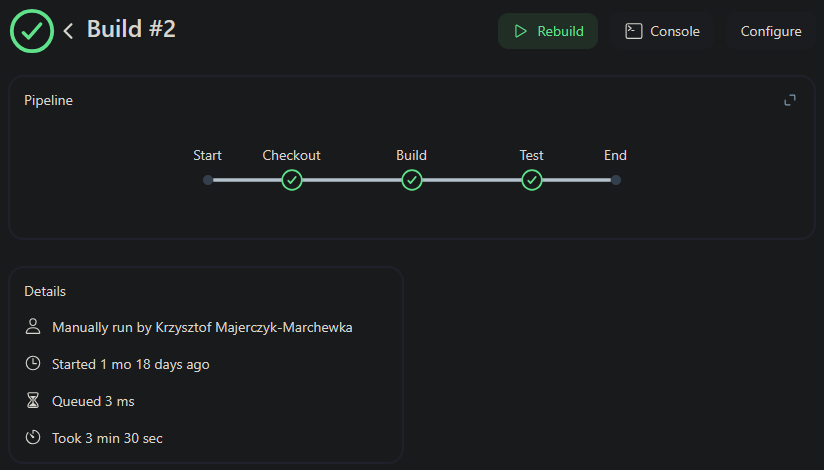 Build #2
Rebuild
Console
Configure
Pipeline
Start
Checkout
Build
Test
End
Details
Manually run by Krzysztof Majerczyk-Marchewka
Started 1 mo 18 days ago
Queued 3 ms
Took 3 min 30 sec